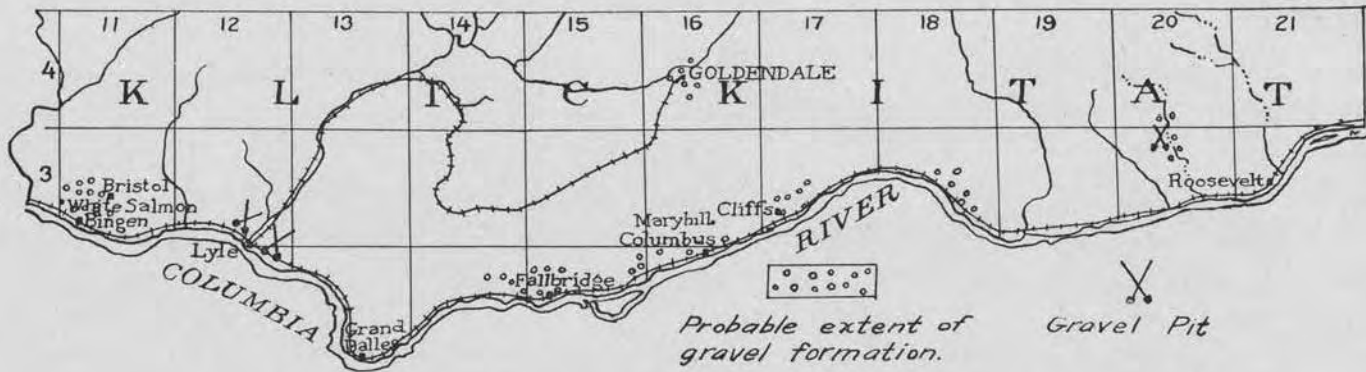 11 12 13 14 15 16 17 18 19 20 21
4
GOLDENDALE
K L I C K I T A T
3
Bristol
White Salmon
Bingen
Roosevelt
Cliffs
Maryhill
Columbus
RIVER
Lyle
COLUMBIA
Fallbridge
Grand
Dalles
Probable extent of
gravel formation.
Gravel Pit